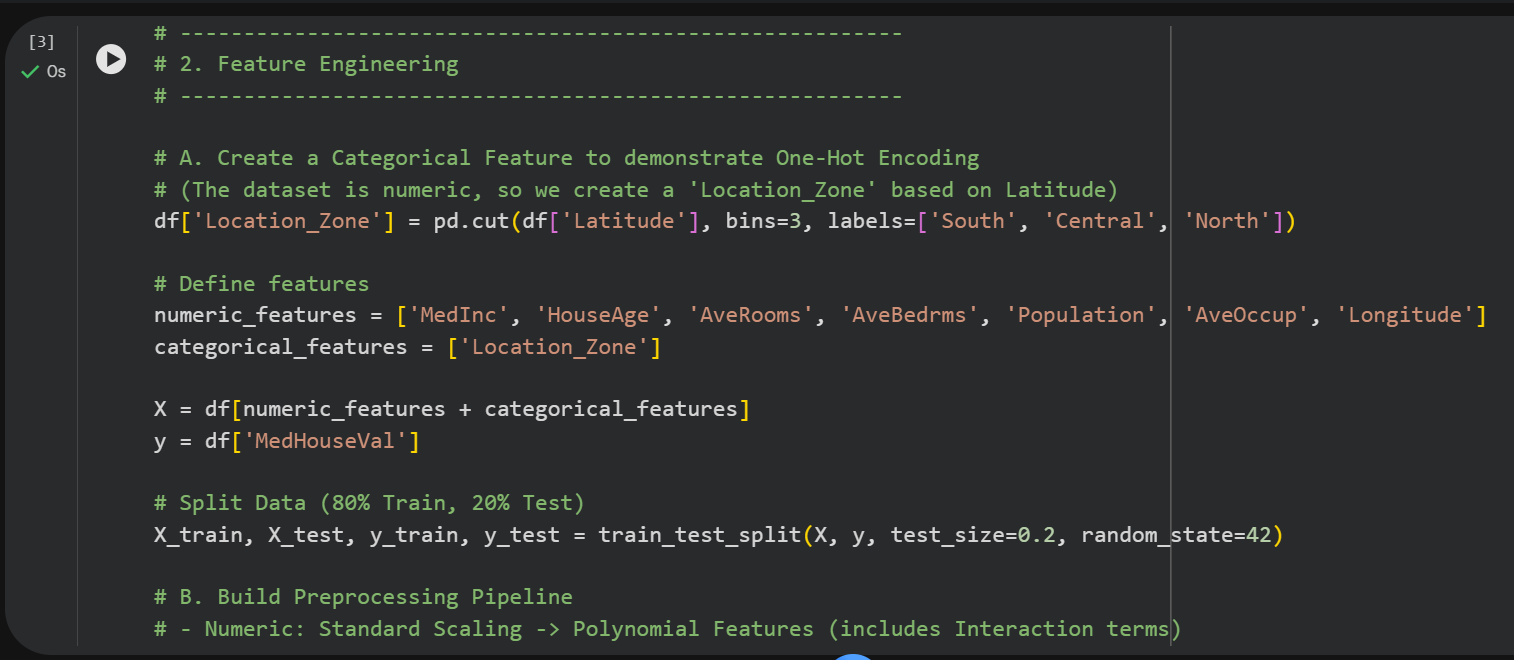 [3]
0s
# ---------------------------------------------------------
# 2. Feature Engineering
# ---------------------------------------------------------
# A. Create a Categorical Feature to demonstrate One-Hot Encoding
# (The dataset is numeric, so we create a 'Location_Zone' based on Latitude)
df['Location_Zone'] = pd.cut(df['Latitude'], bins=3, labels=['South', 'Central', 'North'])
# Define features
numeric_features = ['MedInc', 'HouseAge', 'AveRooms', 'AveBedrms', 'Population', 'AveOccup', 'Longitude']
categorical_features = ['Location_Zone']
X = df[numeric_features + categorical_features]
y = df['MedHouseVal']
# Split Data (80% Train, 20% Test)
X_train, X_test, y_train, y_test = train_test_split(X, y, test_size=0.2, random_state=42)
# B. Build Preprocessing Pipeline
# - Numeric: Standard Scaling -> Polynomial Features (includes Interaction terms)